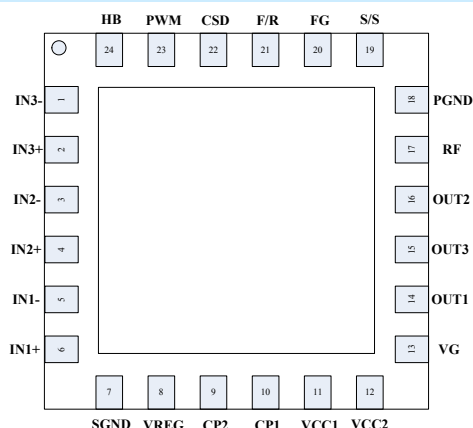 HB PWM CSD F/R FG S/S
24 23 22 21 20 19
IN3- 1 18 PGND
IN3+ 2 17 RF
IN2- 3 16 OUT2
IN2+ 4 15 OUT3
IN1- 5 14 OUT1
IN1+ 6 13 VG
7 8 9 10 11 12
SGND VREG CP2 CP1 VCC1 VCC2